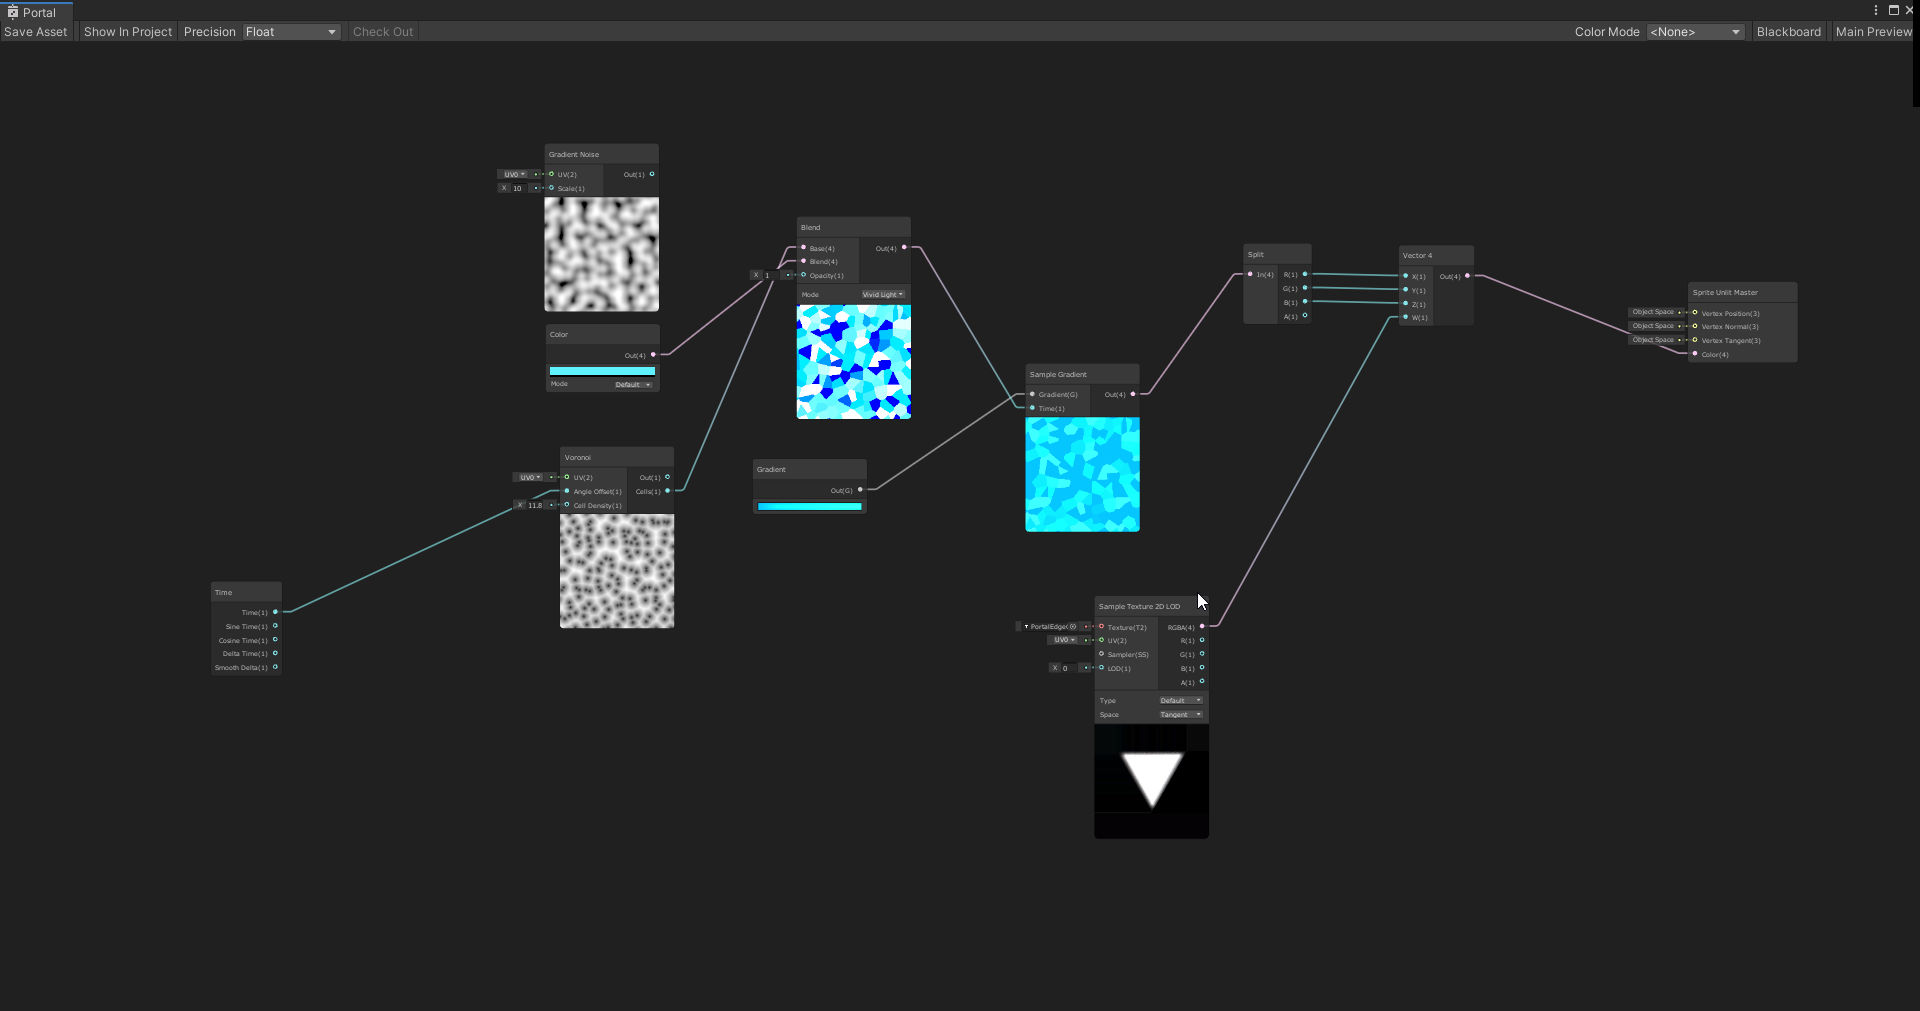 Portal
Save Asset Show In Project Precision Float Check Out Color Mode <None> Blackboard Main Preview
Gradient Noise
UV0 UV(2) Out(1)
X 10 Scale(1)
Color
Out(4)
Mode Default
Blend
Base(4) Out(4)
Blend(4)
X 1 Opacity(1)
Mode Vivid Light
Voronoi
UV0 UV(2) Out(1)
Angle Offset(1) Cells(1)
X 11.8 Cell Density(1)
Time
Time(1)
Sine Time(1)
Cosine Time(1)
Delta Time(1)
Smooth Delta(1)
Gradient
Out(G)
Sample Gradient
Gradient(G) Out(4)
Time(1)
Sample Texture 2D LOD
PortalEdge Texture(T2) RGBA(4)
UV0 UV(2) R(1)
Sampler(SS) G(1)
X 0 LOD(1) B(1)
A(1)
Type Default
Space Tangent
Split
In(4) R(1)
G(1)
B(1)
A(1)
Vector 4
X(1) Out(4)
Y(1)
Z(1)
W(1)
Sprite Unlit Master
Object Space Vertex Position(3)
Object Space Vertex Normal(3)
Object Space Vertex Tangent(3)
Color(4)